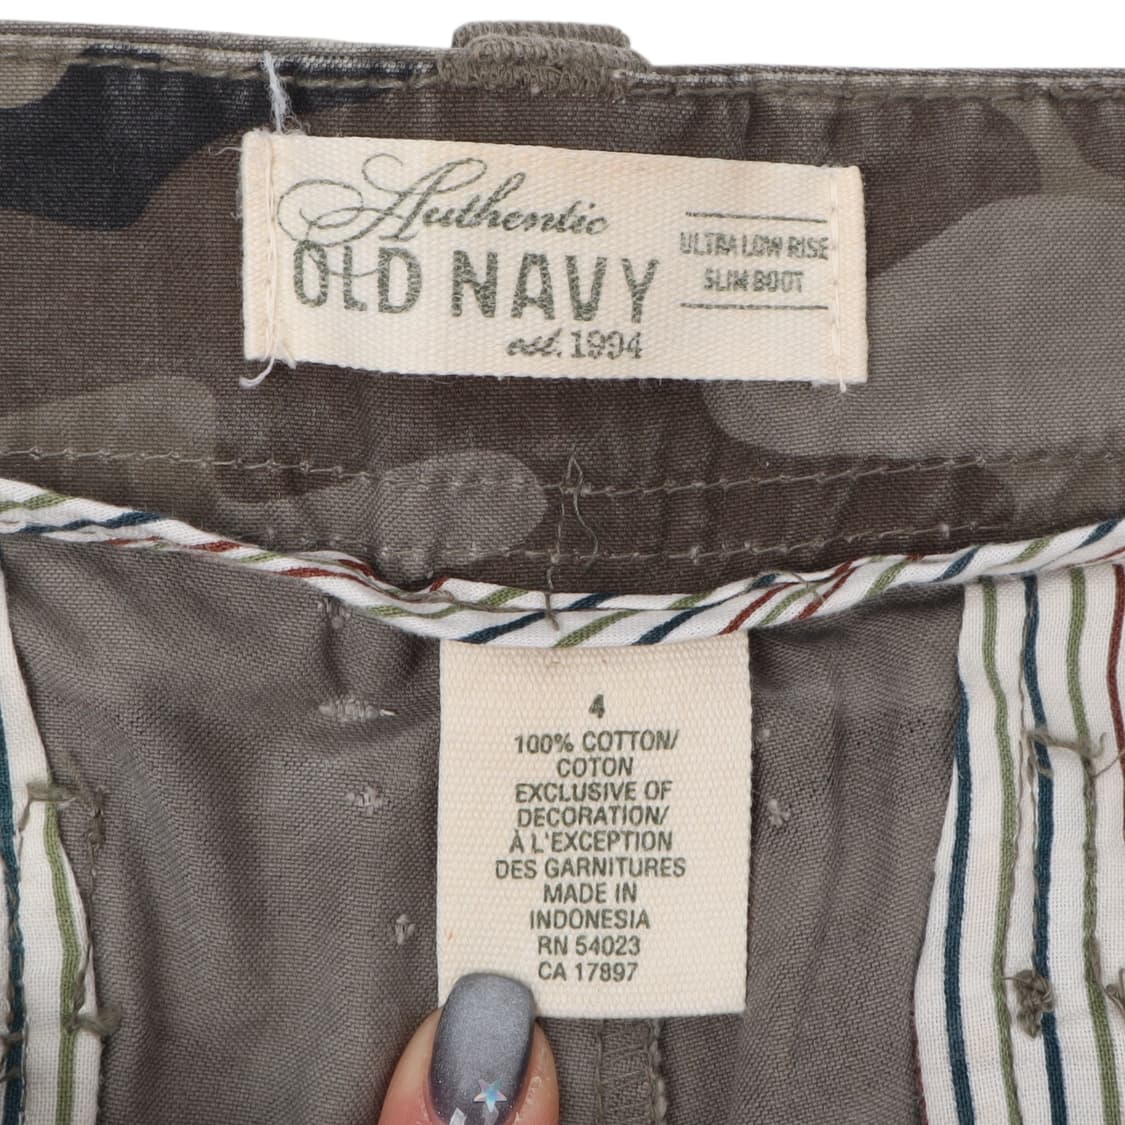 Authentic
OLD NAVY
est. 1994
ULTRA LOW RISE
SLIM BOOT
4
100% COTTON/
COTON
EXCLUSIVE OF
DECORATION/
À L'EXCEPTION
DES GARNITURES
MADE IN
INDONESIA
RN 54023
CA 17897